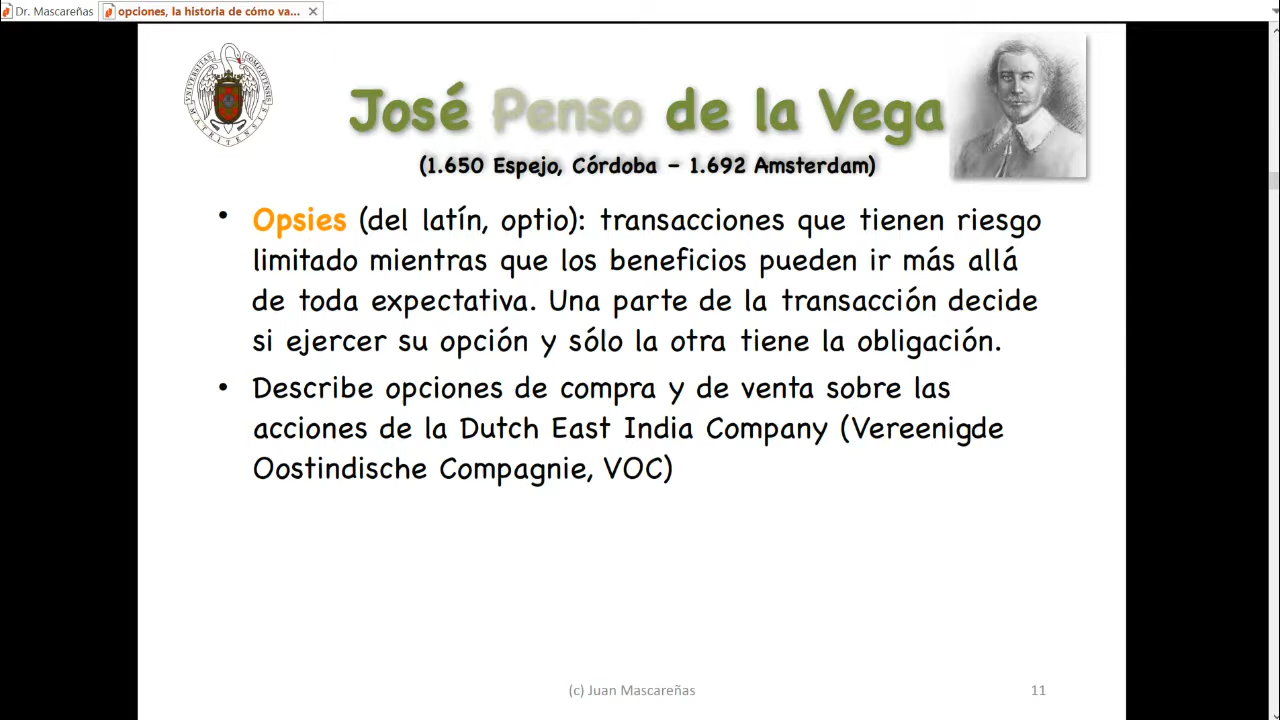 Dr. Mascareñas
opciones, la historia de cómo va...
José Penso de la Vega
(1.650 Espejo, Córdoba – 1.692 Amsterdam)
• Opsies (del latín, optio): transacciones que tienen riesgo
limitado mientras que los beneficios pueden ir más allá
de toda expectativa. Una parte de la transacción decide
si ejercer su opción y sólo la otra tiene la obligación.
• Describe opciones de compra y de venta sobre las
acciones de la Dutch East India Company (Vereenigde
Oostindische Compagnie, VOC)
(c) Juan Mascareñas
11